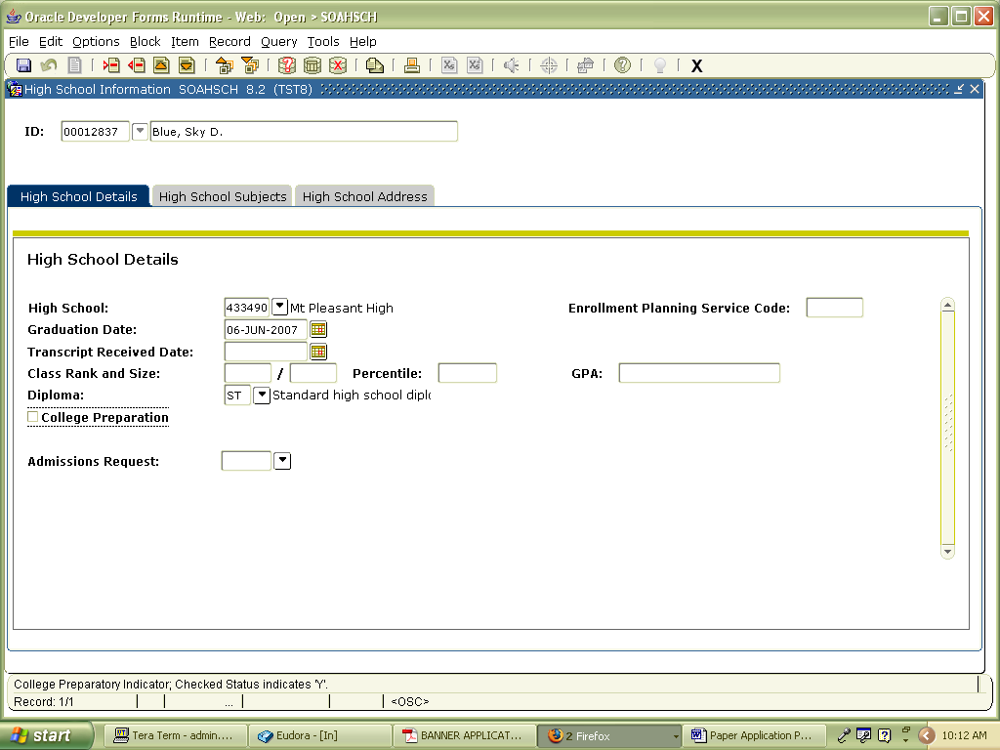 Oracle Developer Forms Runtime - Web: Open > SOAHSCH
File Edit Options Block Item Record Query Tools Help
X
High School Information SOAHSCH 8.2 (TST8)
ID: 00012837 Blue, Sky D.
High School Details High School Subjects High School Address
High School Details
High School: 433490 Mt Pleasant High Enrollment Planning Service Code:
Graduation Date: 06-JUN-2007
Transcript Received Date:
Class Rank and Size: / Percentile: GPA:
Diploma: ST Standard high school diplo
College Preparation
Admissions Request:
College Preparatory Indicator; Checked Status indicates 'Y'.
Record: 1/1 ... <OSC>
start Tera Term - admin.... Eudora - [In] BANNER APPLICAT... 2 Firefox Paper Application P... 10:12 AM